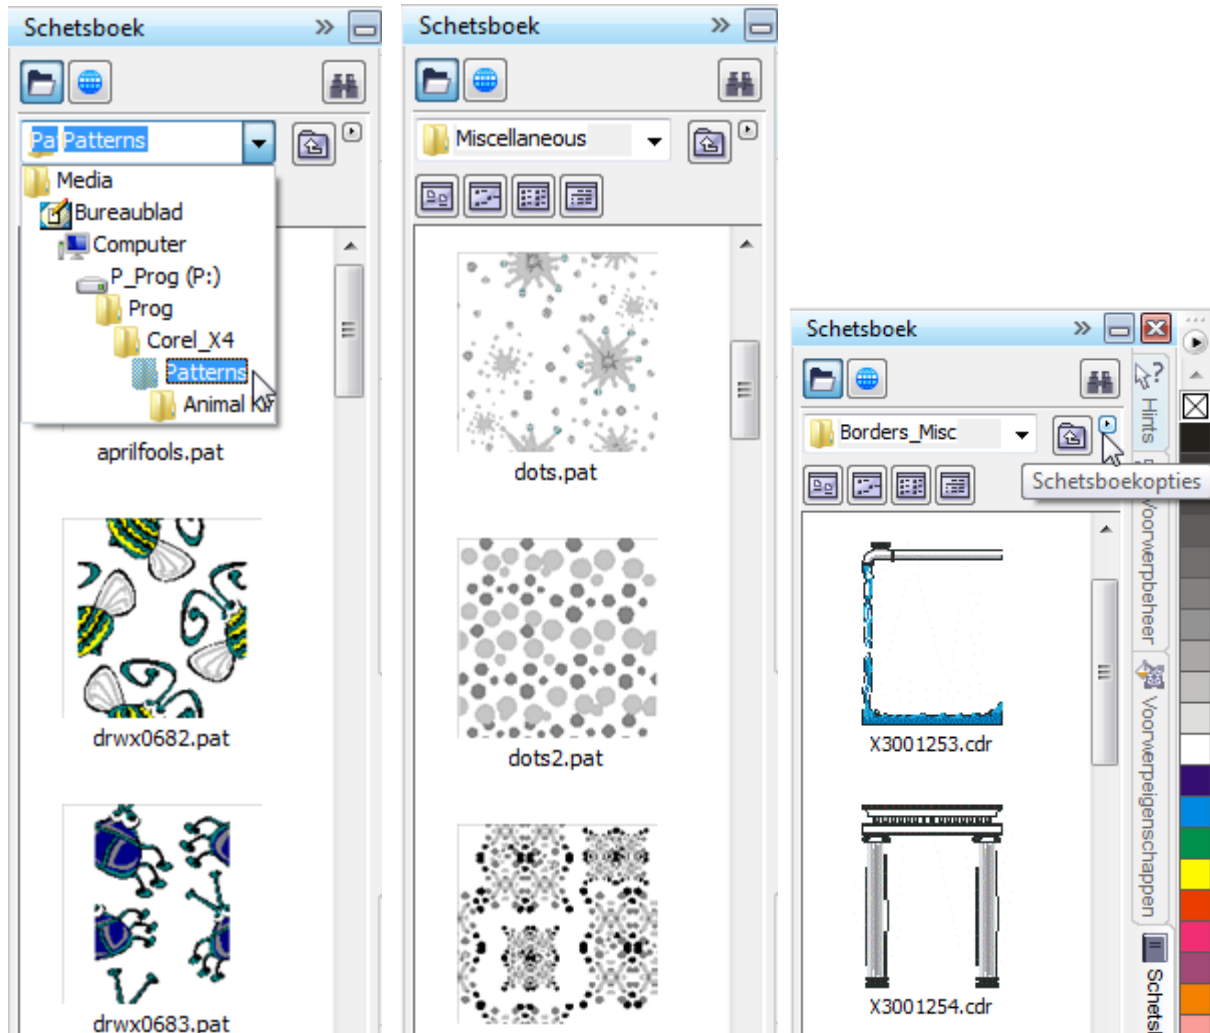 Schetsboek
Pa Patterns
Media
Bureaublad
Computer
P_Prog (P:)
Prog
Corel_X4
Patterns
Animal
aprilfools.pat
drwx0682.pat
drwx0683.pat
Schetsboek
Miscellaneous
dots.pat
dots2.pat
Schetsboek
Borders_Misc
Schetsboekopties
X3001253.cdr
X3001254.cdr
Hints
Voorwerpbeheer
Voorwerpeigenschappen